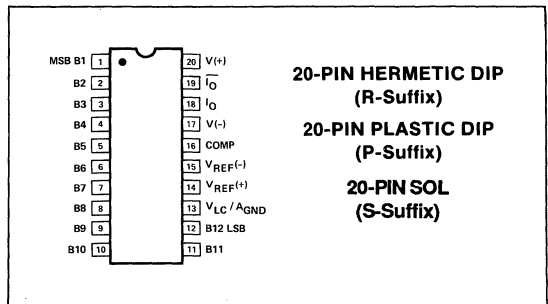 MSB B1 1 20 V(+)
B2 2 19 I̅O̅
B3 3 18 IO
B4 4 17 V(-)
B5 5 16 COMP
B6 6 15 VREF(-)
B7 7 14 VREF(+)
B8 8 13 VLC / AGND
B9 9 12 B12 LSB
B10 10 11 B11
20-PIN HERMETIC DIP
(R-Suffix)
20-PIN PLASTIC DIP
(P-Suffix)
20-PIN SOL
(S-Suffix)